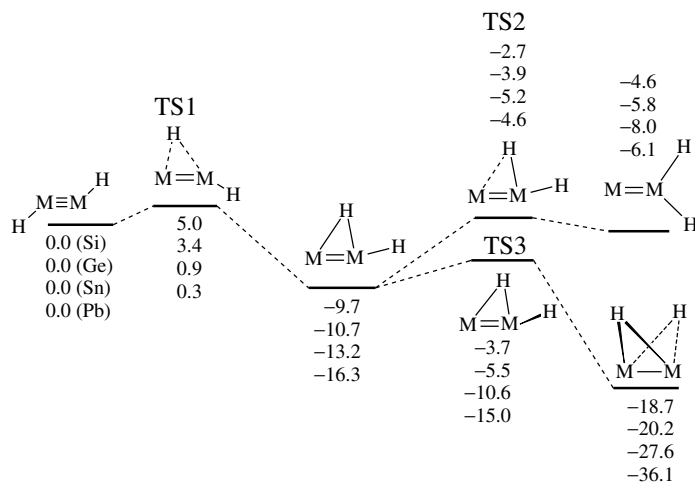 TS2
−2.7
−3.9
−5.2
−4.6
−4.6
−5.8
−8.0
−6.1
TS1
H
M=M
H
H
M≡M
H
0.0 (Si)
0.0 (Ge)
0.0 (Sn)
0.0 (Pb)
5.0
3.4
0.9
0.3
H
H
M=M
−9.7
−10.7
−13.2
−16.3
H
H
M=M
H
M=M
H
TS3
H
H
M=M
−3.7
−5.5
−10.6
−15.0
H H
M—M
−18.7
−20.2
−27.6
−36.1